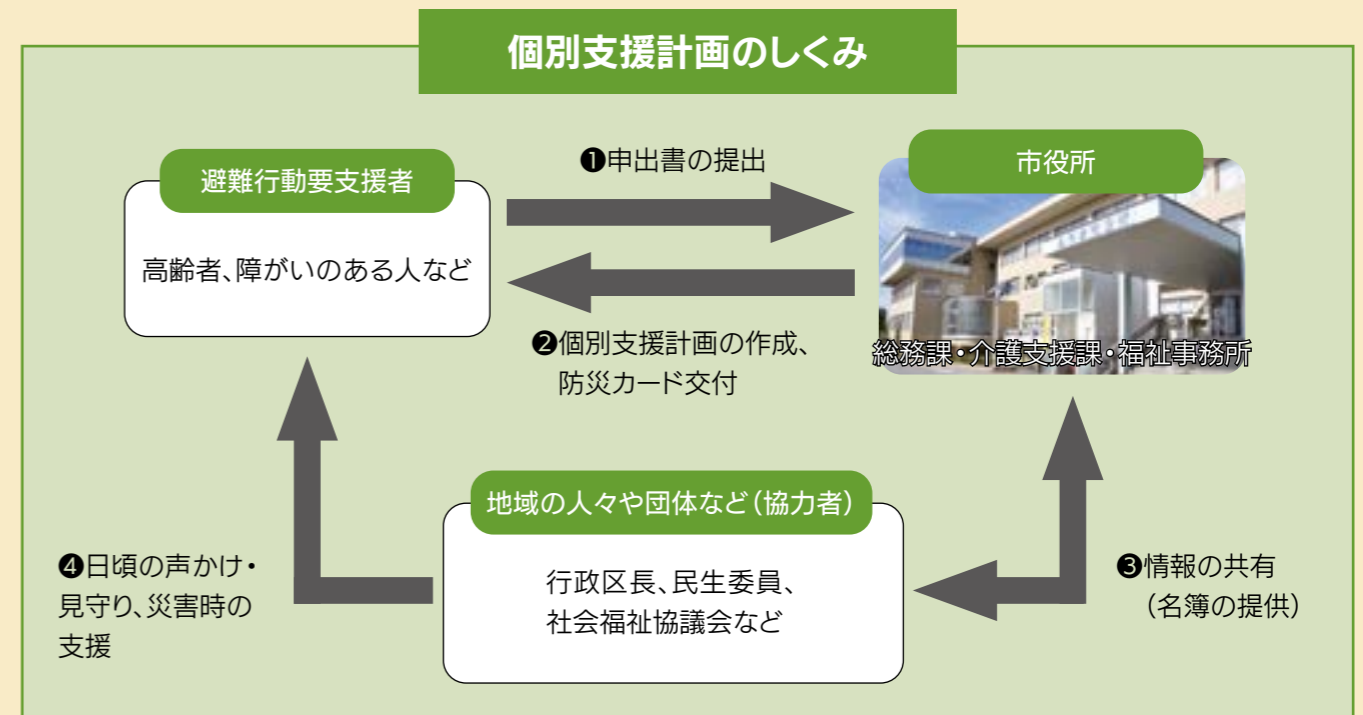 個別支援計画のしくみ
避難行動要支援者
高齢者、障がいのある人など
❶申出書の提出
市役所
総務課・介護支援課・福祉事務所
❷個別支援計画の作成、
防災カード交付
地域の人々や団体など(協力者)
行政区長、民生委員、
社会福祉協議会など
❸情報の共有
(名簿の提供)
❹日頃の声かけ・
見守り、災害時の
支援